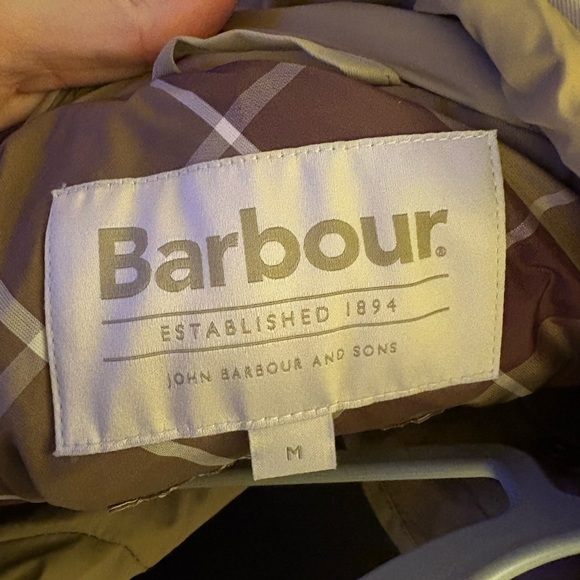 Barbour®
ESTABLISHED 1894
JOHN BARBOUR AND SONS
M